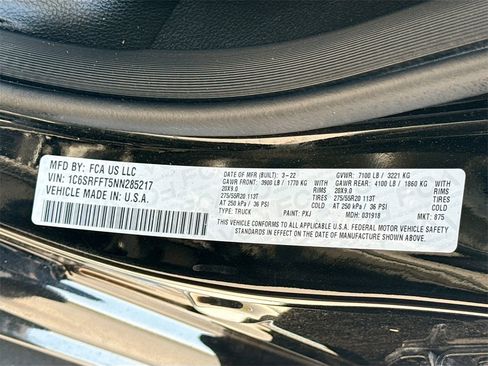 MFD BY: FCA US LLC
VIN: 1C6SRFFT5NN285217
VEHICLE MADE IN: U.S.A.
DATE OF MFR (BUILT): 3-22 GVWR: 7100 LB / 3221 KG
GAWR FRONT: 3900 LB / 1770 KG WITH GAWR REAR: 4100 LB / 1860 KG WITH
20X9.0 RIMS 20X9.0 RIMS
275/55R20 113T TIRES 275/55R20 113T TIRES
AT 250 kPa / 36 PSI COLD AT 250 kPa / 36 PSI COLD
TYPE: TRUCK PAINT: PXJ MDH: 031918 MKT: 875
THIS VEHICLE CONFORMS TO ALL APPLICABLE U.S.A. FEDERAL MOTOR VEHICLE SAFETY
STANDARDS IN EFFECT ON THE DATE OF MANUFACTURE SHOWN ABOVE.